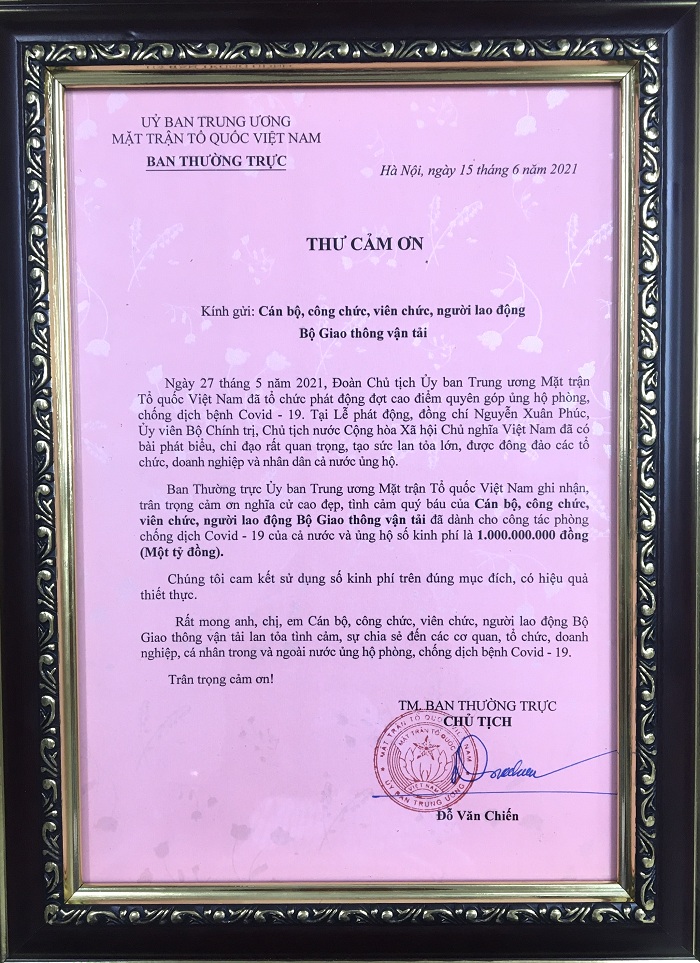 UỶ BAN TRUNG ƯƠNG
MẶT TRẬN TỔ QUỐC VIỆT NAM
BAN THƯỜNG TRỰC
Hà Nội, ngày 15 tháng 6 năm 2021
THƯ CẢM ƠN
Kính gửi: Cán bộ, công chức, viên chức, người lao động
Bộ Giao thông vận tải
Ngày 27 tháng 5 năm 2021, Đoàn Chủ tịch Ủy ban Trung ương Mặt trận
Tổ quốc Việt Nam đã tổ chức phát động đợt cao điểm quyên góp ủng hộ phòng,
chống dịch bệnh Covid - 19. Tại Lễ phát động, đồng chí Nguyễn Xuân Phúc,
Ủy viên Bộ Chính trị, Chủ tịch nước Cộng hòa Xã hội Chủ nghĩa Việt Nam đã có
bài phát biểu, chỉ đạo rất quan trọng, tạo sức lan tỏa lớn, được đông đảo các tổ
chức, doanh nghiệp và nhân dân cả nước ủng hộ.
Ban Thường trực Ủy ban Trung ương Mặt trận Tổ quốc Việt Nam ghi nhận,
trân trọng cảm ơn nghĩa cử cao đẹp, tình cảm quý báu của Cán bộ, công chức,
viên chức, người lao động Bộ Giao thông vận tải đã dành cho công tác phòng
chống dịch Covid - 19 của cả nước và ủng hộ số kinh phí là 1.000.000.000 đồng
(Một tỷ đồng).
Chúng tôi cam kết sử dụng số kinh phí trên đúng mục đích, có hiệu quả
thiết thực.
Rất mong anh, chị, em Cán bộ, công chức, viên chức, người lao động Bộ
Giao thông vận tải lan tỏa tình cảm, sự chia sẻ đến các cơ quan, tổ chức, doanh
nghiệp, cá nhân trong và ngoài nước ủng hộ phòng, chống dịch bệnh Covid - 19.
Trân trọng cảm ơn!
TM. BAN THƯỜNG TRỰC
CHỦ TỊCH
MẶT TRẬN TỔ QUỐC VIỆT NAM
MẶT TRẬN TỔ QUỐC
VIỆT NAM
ỦY BAN TRUNG ƯƠNG
Đỗ Văn Chiến